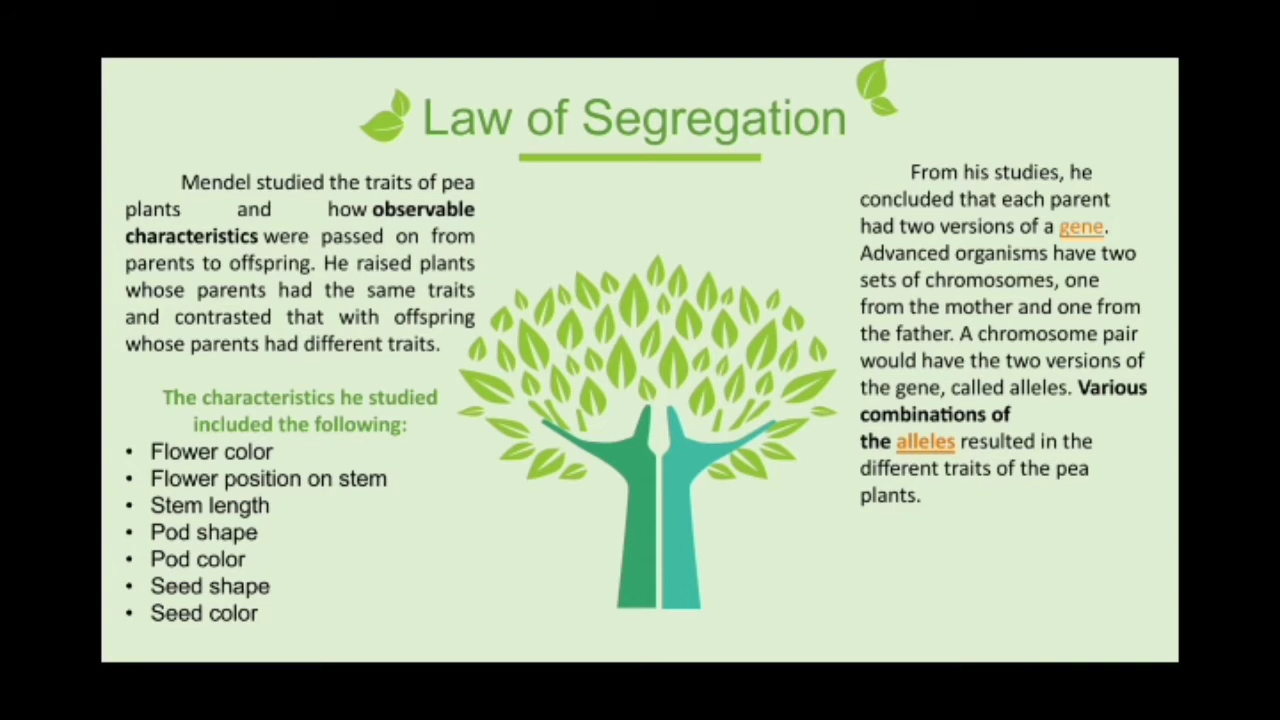 Law of Segregation
Mendel studied the traits of pea
plants and how observable
characteristics were passed on from
parents to offspring. He raised plants
whose parents had the same traits
and contrasted that with offspring
whose parents had different traits.
The characteristics he studied
included the following:
• Flower color
• Flower position on stem
• Stem length
• Pod shape
• Pod color
• Seed shape
• Seed color
From his studies, he
concluded that each parent
had two versions of a gene.
Advanced organisms have two
sets of chromosomes, one
from the mother and one from
the father. A chromosome pair
would have the two versions of
the gene, called alleles. Various
combinations of
the alleles resulted in the
different traits of the pea
plants.